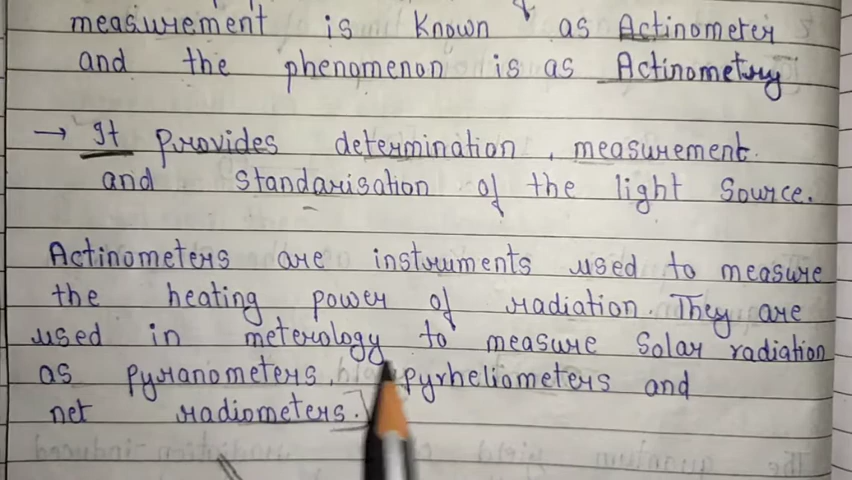 measurement is known as Actinometer
and the phenomenon is as Actinometry
→ It provides determination, measurement.
and standarisation of the light source.
Actinometers are instruments used to measure
the heating power of radiation. They are
used in meterology to measure solar radiation
as pyranometers, pyrheliometers and
net radiometers.]